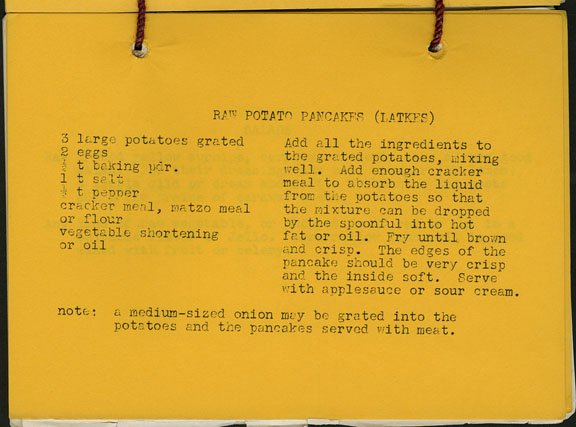 RAW POTATO PANCAKES (LATKES)
3 large potatoes grated
2 eggs
½ t baking pdr.
1 t salt
¼ t pepper
cracker meal, matzo meal
or flour
vegetable shortening
or oil
Add all the ingredients to
the grated potatoes, mixing
well. Add enough cracker
meal to absorb the liquid
from the potatoes so that
the mixture can be dropped
by the spoonful into hot
fat or oil. Fry until brown
and crisp. The edges of the
pancake should be very crisp
and the inside soft. Serve
with applesauce or sour cream.
note: a medium-sized onion may be grated into the
potatoes and the pancakes served with meat.